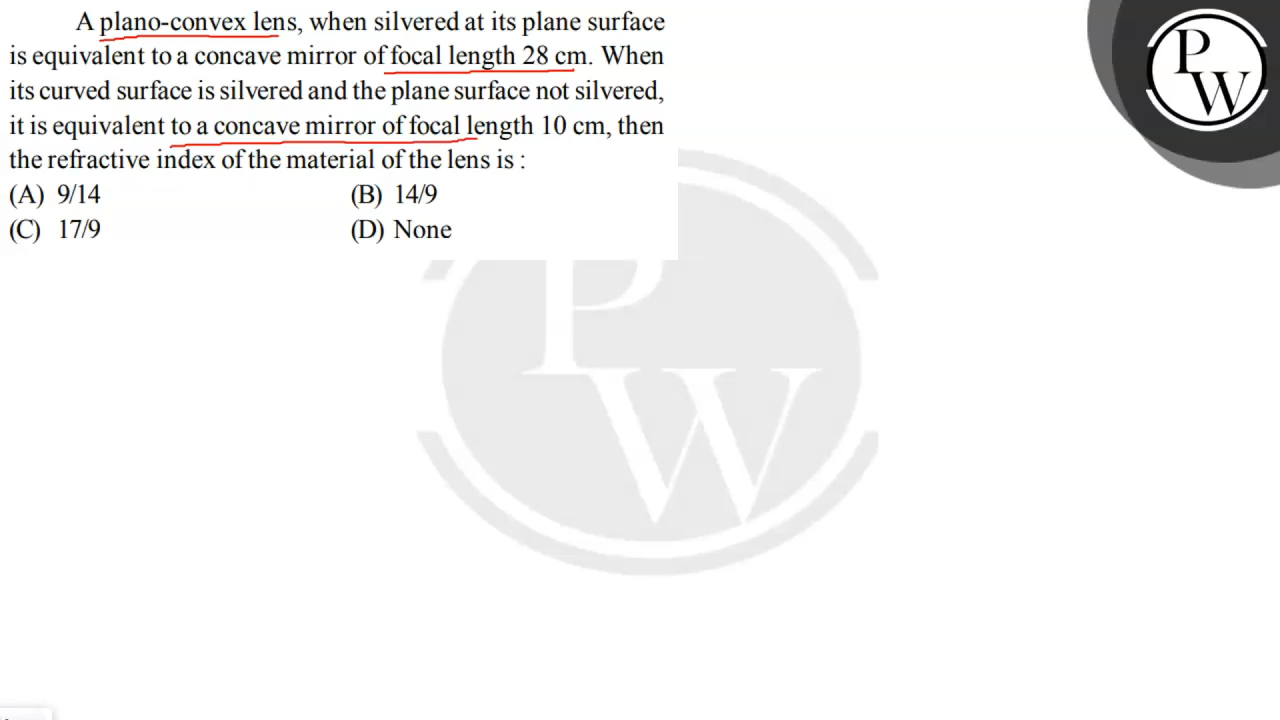 A plano-convex lens, when silvered at its plane surface
is equivalent to a concave mirror of focal length 28 cm. When
its curved surface is silvered and the plane surface not silvered,
it is equivalent to a concave mirror of focal length 10 cm, then
the refractive index of the material of the lens is :
(A) 9/14 (B) 14/9
(C) 17/9 (D) None
P
W
P
W